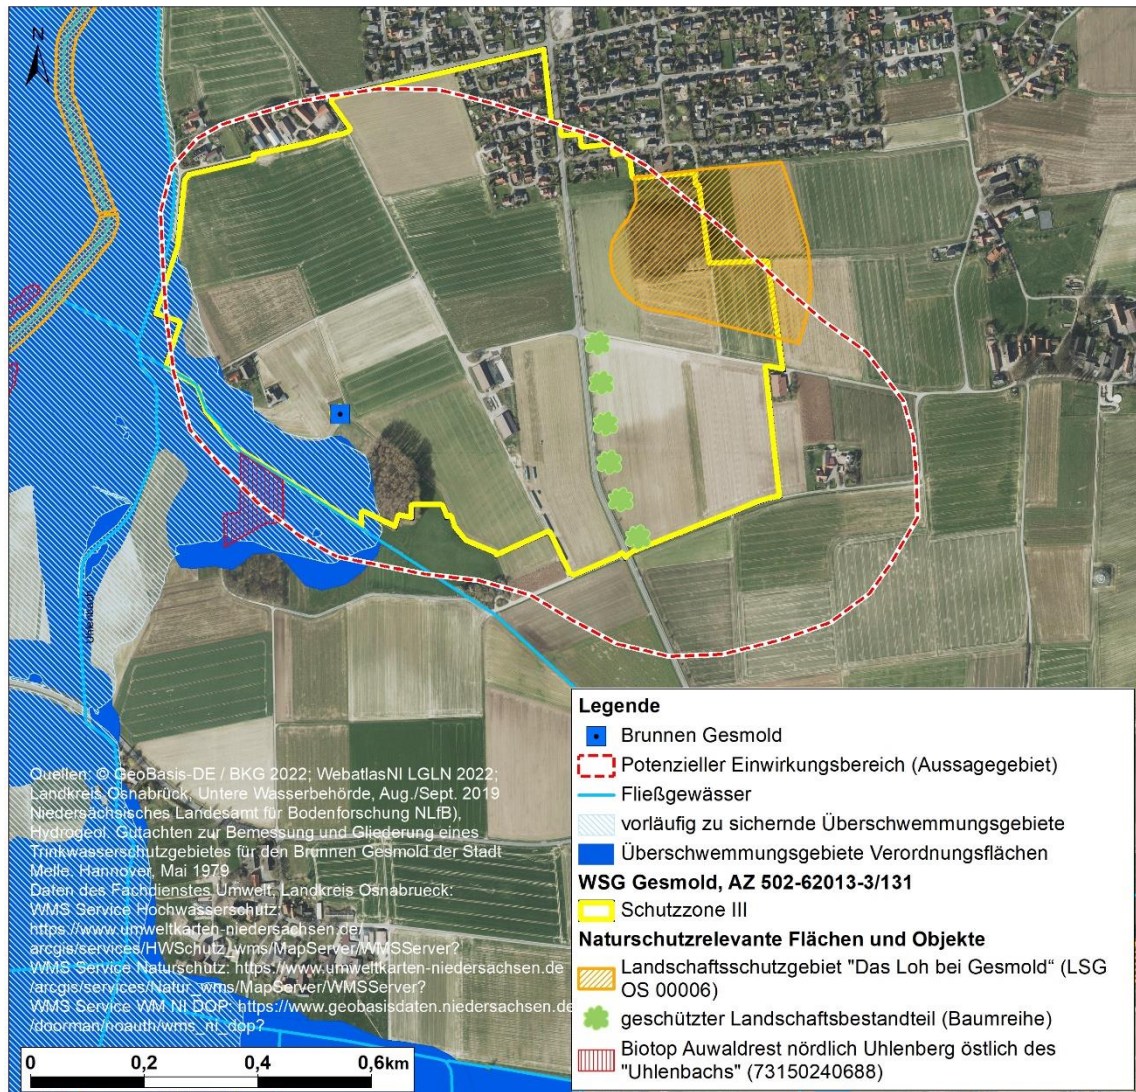 N
Uhlenbach
Quellen: © GeoBasis-DE / BKG 2022; WebatlasNI LGLN 2022;
Landkreis Osnabrück, Untere Wasserbehörde, Aug./Sept. 2019
Niedersächsisches Landesamt für Bodenforschung NLfB),
Hydrogeol. Gutachten zur Bemessung und Gliederung eines
Trinkwasserschutzgebietes für den Brunnen Gesmold der Stadt
Melle. Hannover, Mai 1979
Daten des Fachdienstes Umwelt, Landkreis Osnabrueck:
WMS Service Hochwasserschutz:
https://www.umweltkarten-niedersachsen.de/
arcgis/services/HWSchutz_wms/MapServer/WMSServer?
WMS Service Naturschutz: https://www.umweltkarten-niedersachsen.de
/arcgis/services/Natur_wms/MapServer/WMSServer?
WMS Service WM NI DOP: https://www.geobasisdaten.niedersachsen.de
/doorman/noauth/wms_ni_dop?
0 0,2 0,4 0,6km
Legende
Brunnen Gesmold
Potenzieller Einwirkungsbereich (Aussagegebiet)
Fließgewässer
vorläufig zu sichernde Überschwemmungsgebiete
Überschwemmungsgebiete Verordnungsflächen
WSG Gesmold, AZ 502-62013-3/131
Schutzzone III
Naturschutzrelevante Flächen und Objekte
Landschaftsschutzgebiet "Das Loh bei Gesmold“ (LSG
OS 00006)
geschützter Landschaftsbestandteil (Baumreihe)
Biotop Auwaldrest nördlich Uhlenberg östlich des
"Uhlenbachs" (73150240688)